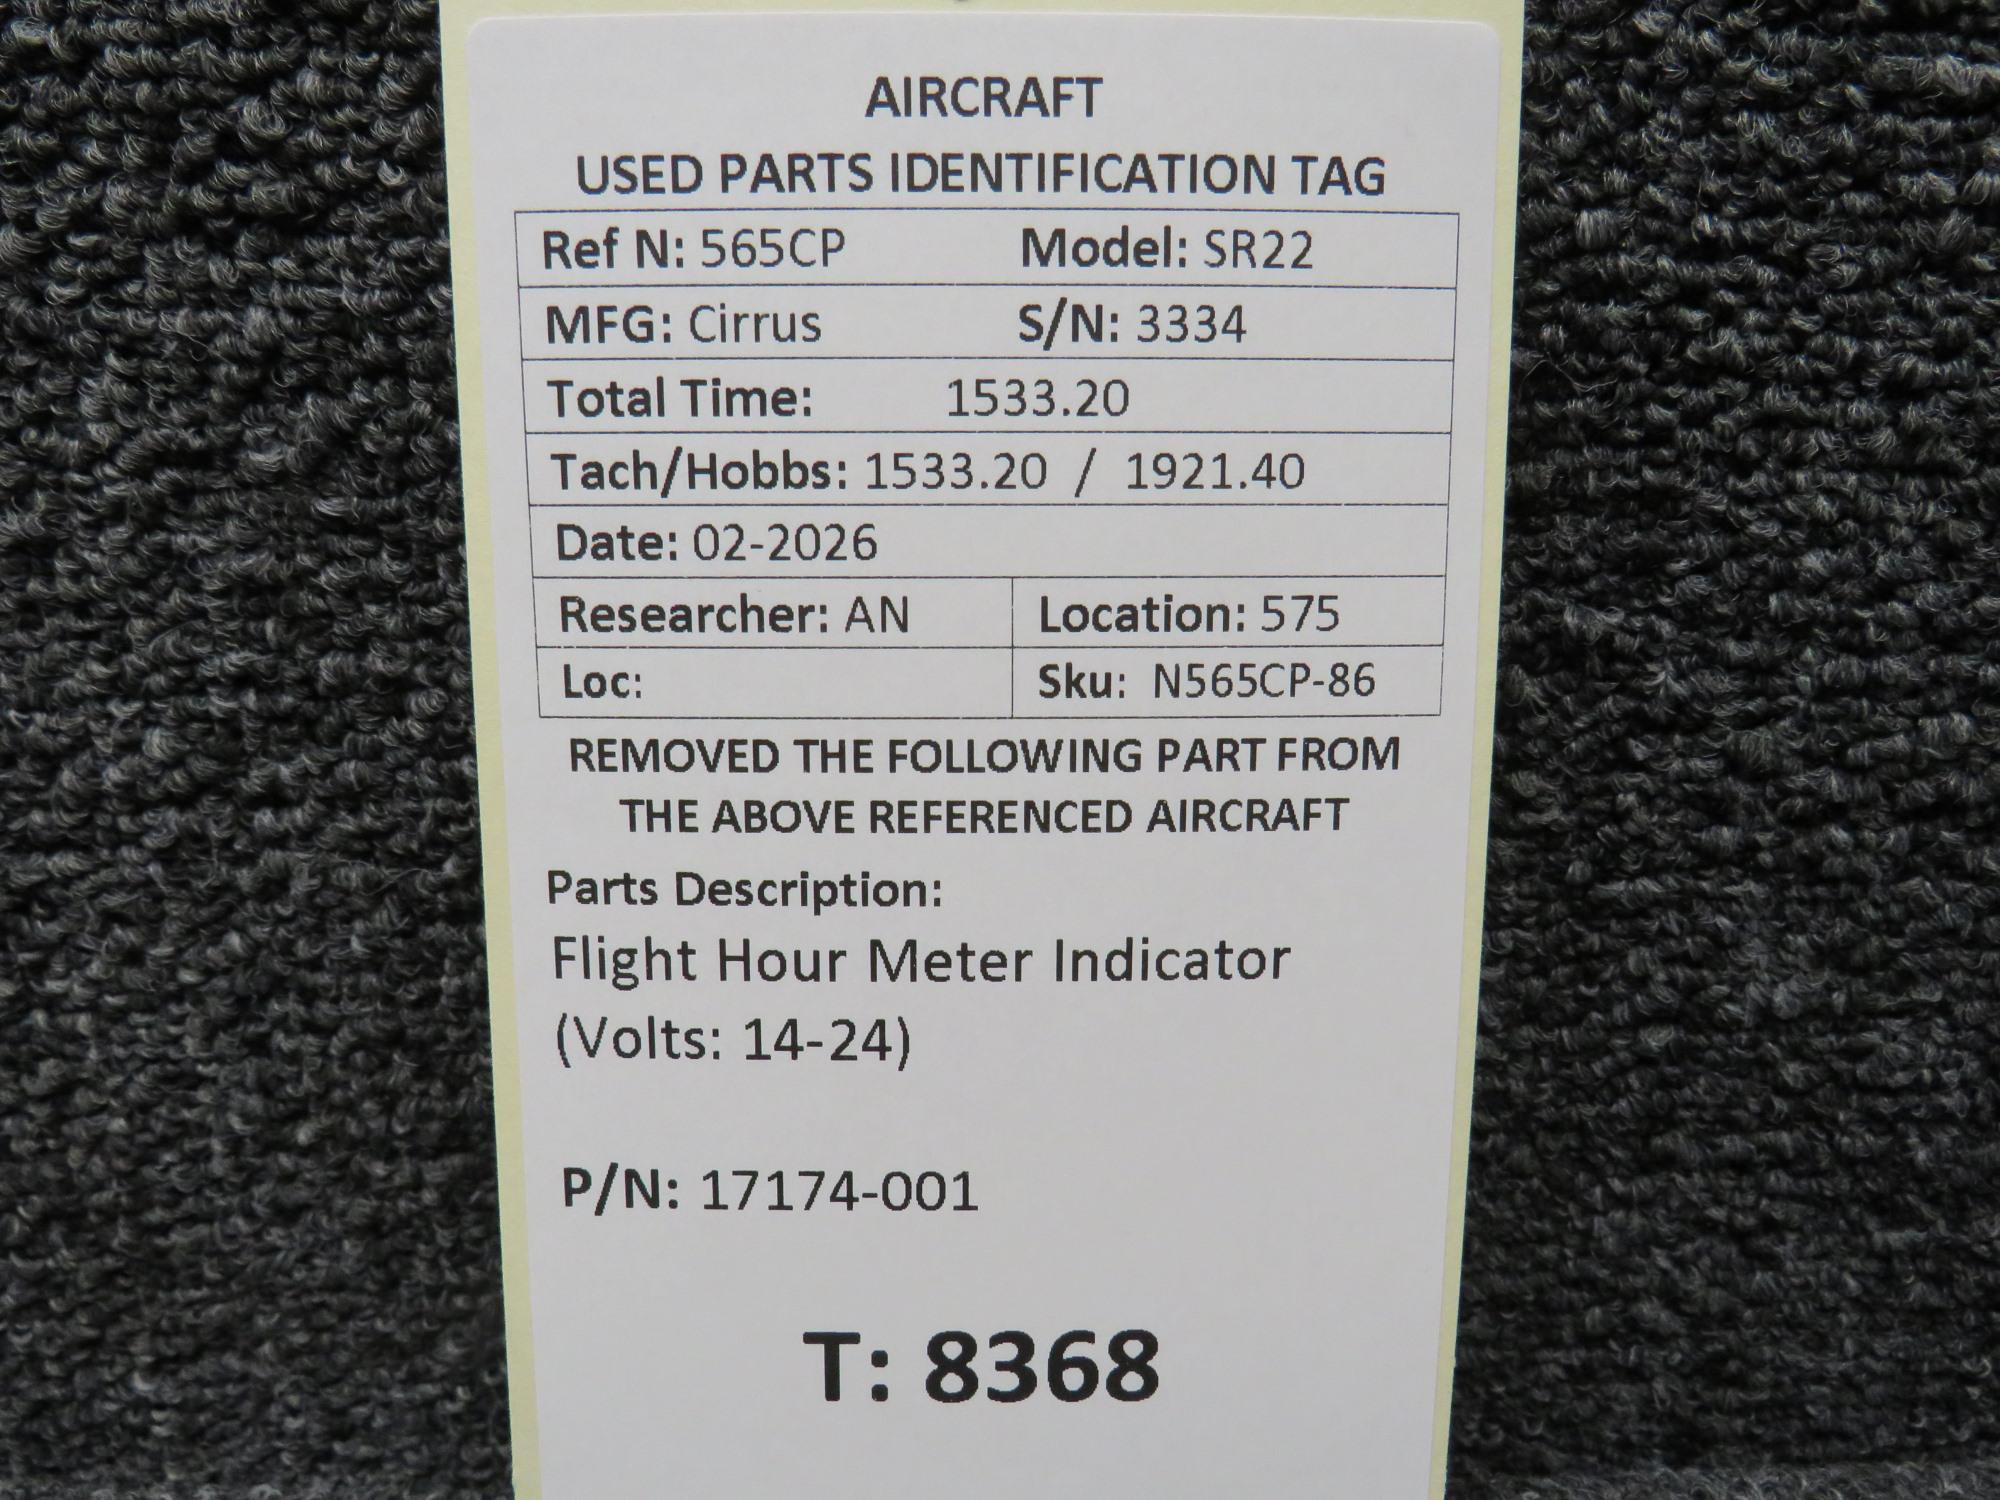 AIRCRAFT
USED PARTS IDENTIFICATION TAG
Ref N: 565CP Model: SR22
MFG: Cirrus S/N: 3334
Total Time: 1533.20
Tach/Hobbs: 1533.20 / 1921.40
Date: 02-2026
Researcher: AN Location: 575
Loc: Sku: N565CP-86
REMOVED THE FOLLOWING PART FROM
THE ABOVE REFERENCED AIRCRAFT
Parts Description:
Flight Hour Meter Indicator
(Volts: 14-24)
P/N: 17174-001
T: 8368